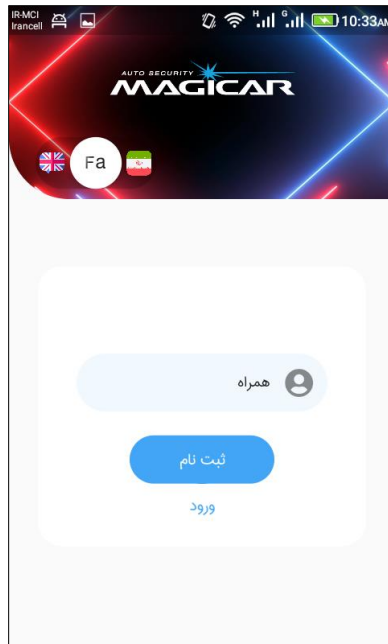 IR-MCI
Irancell
H
G
10:33AM
AUTO SECURITY
MAGICAR
Fa
همراه
ثبت نام
ورود